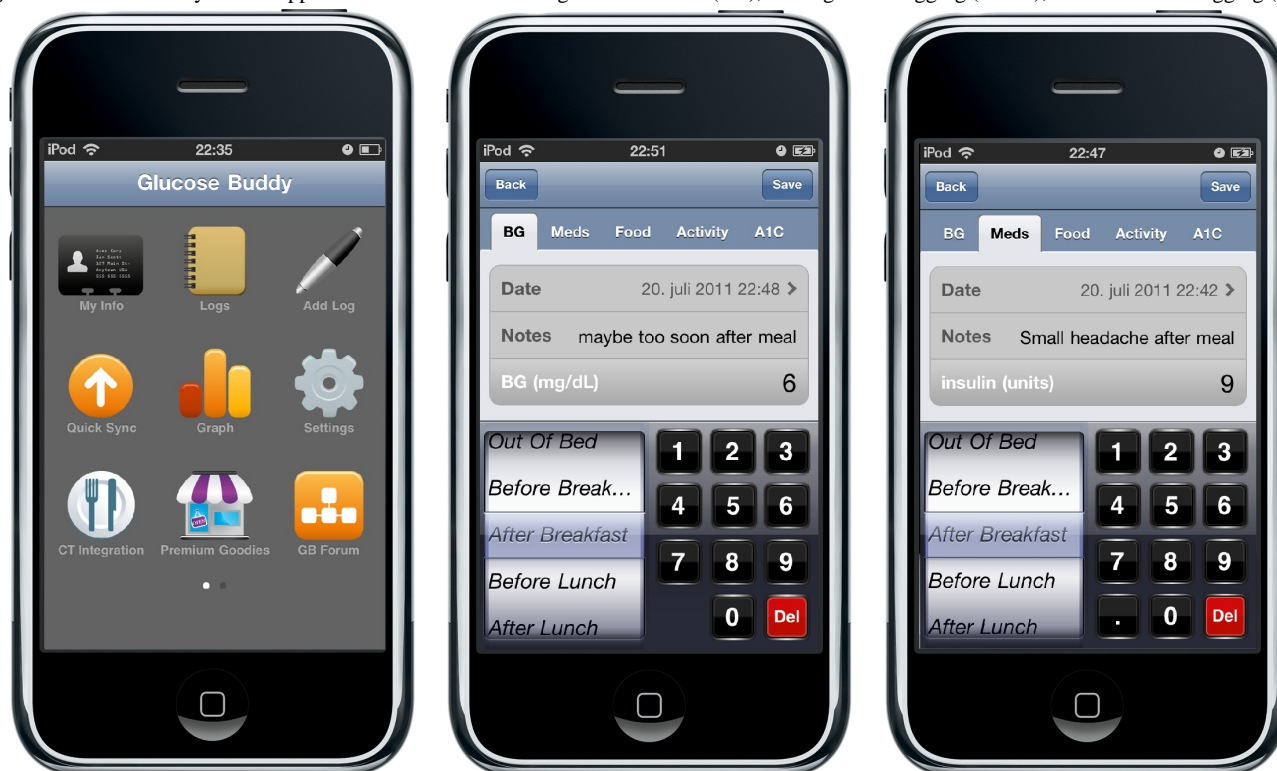 iPod
22:35
Glucose Buddy
My Info
Logs
Add Log
Quick Sync
Graph
Settings
CT Integration
Premium Goodies
GB Forum
iPod
22:51
Back
Save
BG Meds Food Activity A1C
Date 20. juli 2011 22:48
Notes maybe too soon after meal
BG (mg/dL) 6
Out Of Bed
Before Break...
After Breakfast
Before Lunch
After Lunch
1 2 3
4 5 6
7 8 9
0 Del
iPod
22:47
Back
Save
BG Meds Food Activity A1C
Date 20. juli 2011 22:42
Notes Small headache after meal
insulin (units) 9
Out Of Bed
Before Break...
After Breakfast
Before Lunch
After Lunch
1 2 3
4 5 6
7 8 9
. 0 Del